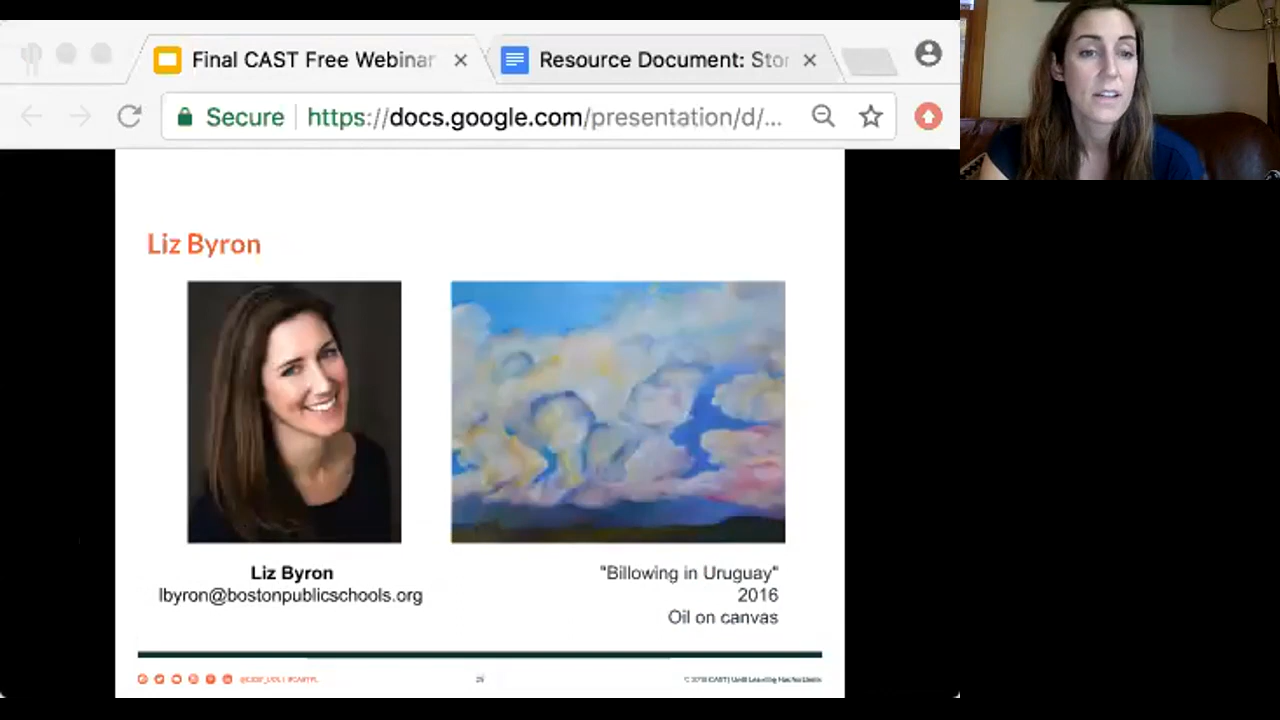 Final CAST Free Webinar
Resource Document: Sto
Secure
https://docs.google.com/presentation/d/...
Liz Byron
Liz Byron
lbyron@bostonpublicschools.org
"Billowing in Uruguay"
2016
Oil on canvas